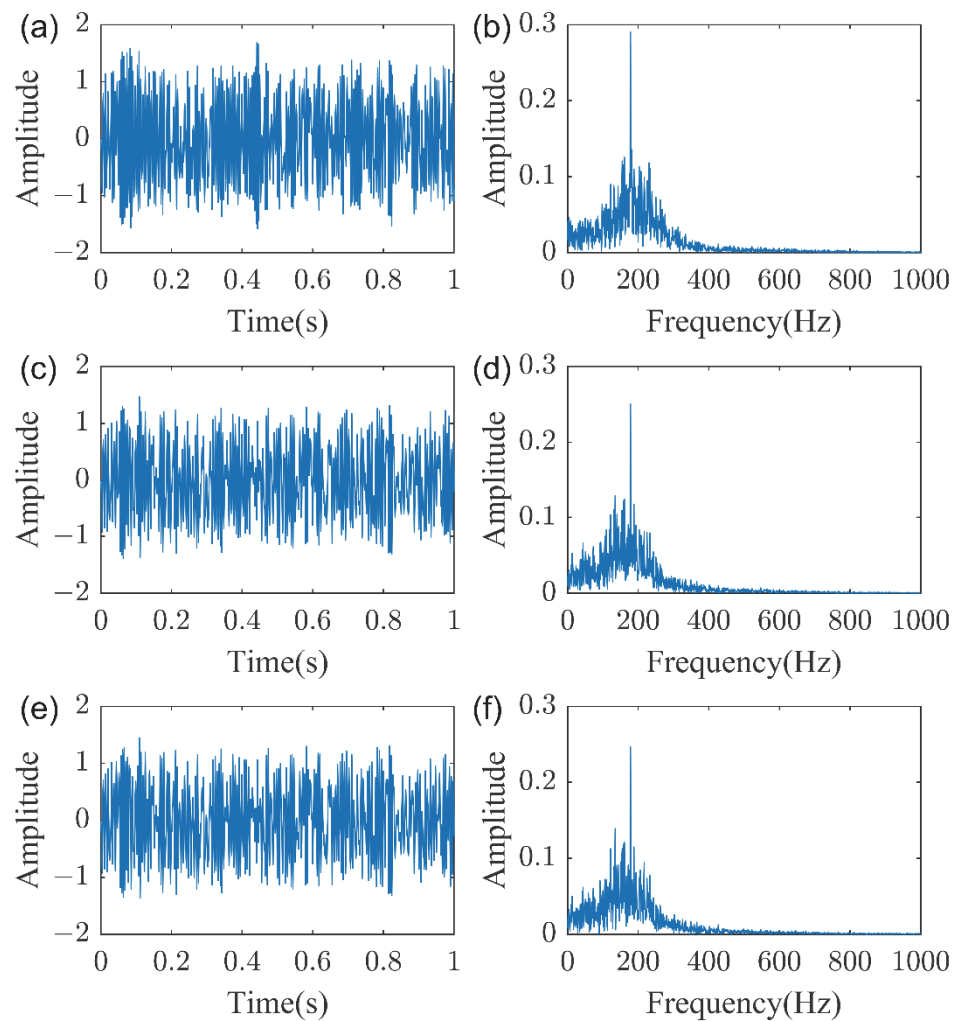 (a) 2 1 0 −1 −2 Amplitude
0 0.2 0.4 0.6 0.8 1
Time(s)
(b) 0.3 0.2 0.1 0 Amplitude
0 200 400 600 800 1000
Frequency(Hz)
(c) 2 1 0 −1 −2 Amplitude
0 0.2 0.4 0.6 0.8 1
Time(s)
(d) 0.3 0.2 0.1 0 Amplitude
0 200 400 600 800 1000
Frequency(Hz)
(e) 2 1 0 −1 −2 Amplitude
0 0.2 0.4 0.6 0.8 1
Time(s)
(f) 0.3 0.2 0.1 0 Amplitude
0 200 400 600 800 1000
Frequency(Hz)